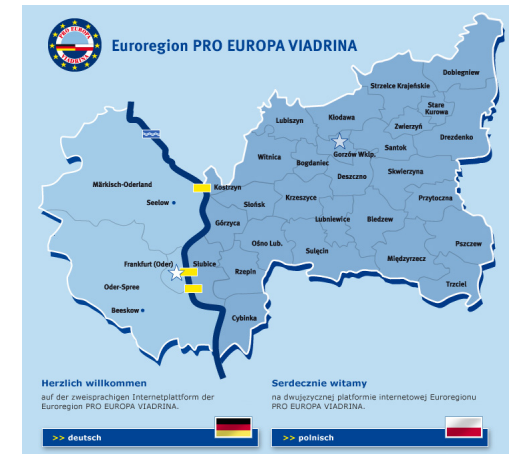 PRO EUROPA
VIADRINA
Euroregion PRO EUROPA VIADRINA
Dobiegniew
Strzelce Krajeńskie
Stare
Kurowa
Lubiszyn
Kłodawa
Zwierzyń
Drezdenko
Santok
Witnica
Gorzów Wklp.
Bogdaniec
Deszczno
Skwierzyna
Märkisch-Oderland
Kostrzyn
Seelow
Słońsk
Krzeszyce
Przytoczna
Górzyca
Lubniewice
Bledzew
Ośno Lub.
Sulęcin
Pszczew
Międzyrzecz
Frankfurt (Oder)
Słubice
Rzepin
Trzciel
Oder-Spree
Beeskow
Cybinka
Herzlich willkommen
auf der zweisprachigen Internetplattform der
Euroregion PRO EUROPA VIADRINA.
>> deutsch
Serdecznie witamy
na dwujęzycznej platformie internetowej Euroregionu
PRO EUROPA VIADRINA.
>> polnisch